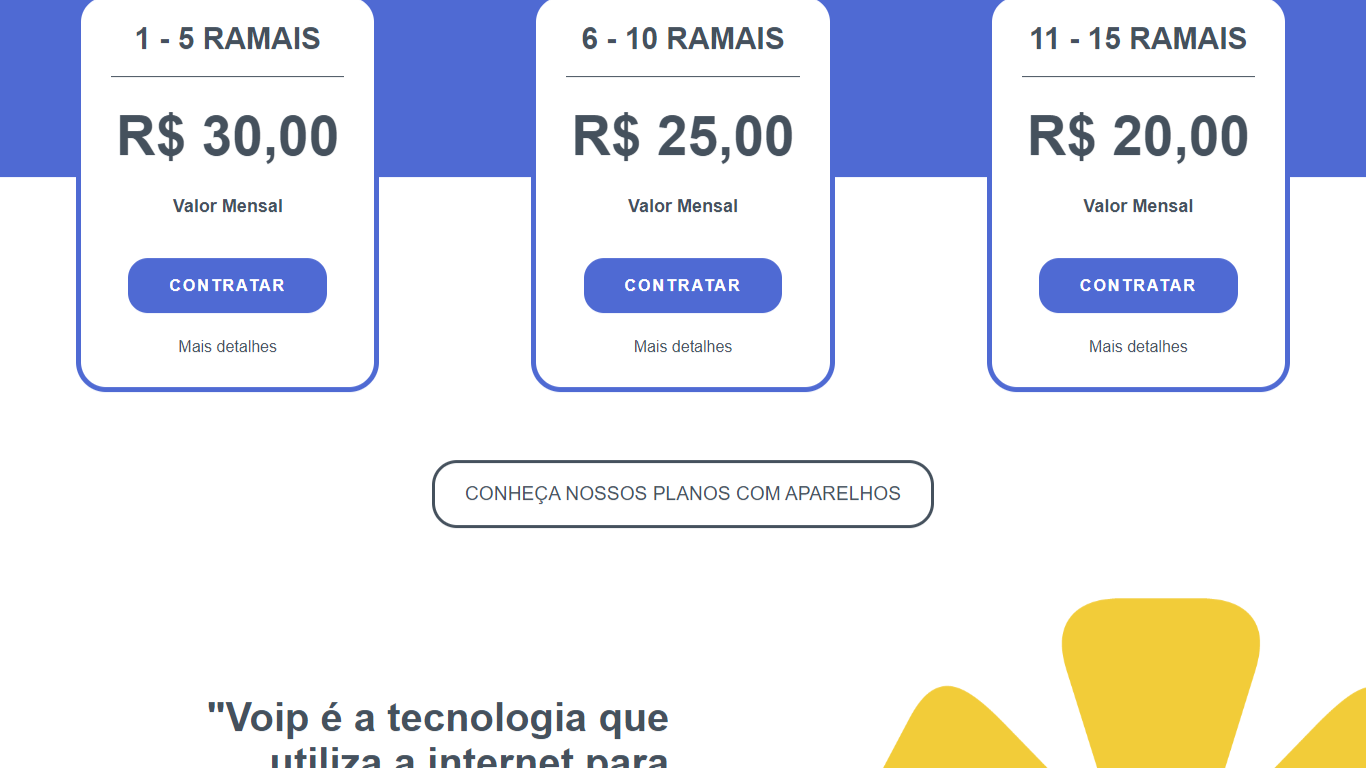 1 - 5 RAMAIS
R$ 30,00
Valor Mensal
CONTRATAR
Mais detalhes
6 - 10 RAMAIS
R$ 25,00
Valor Mensal
CONTRATAR
Mais detalhes
11 - 15 RAMAIS
R$ 20,00
Valor Mensal
CONTRATAR
Mais detalhes
CONHEÇA NOSSOS PLANOS COM APARELHOS
"Voip é a tecnologia que
utiliza a internet para